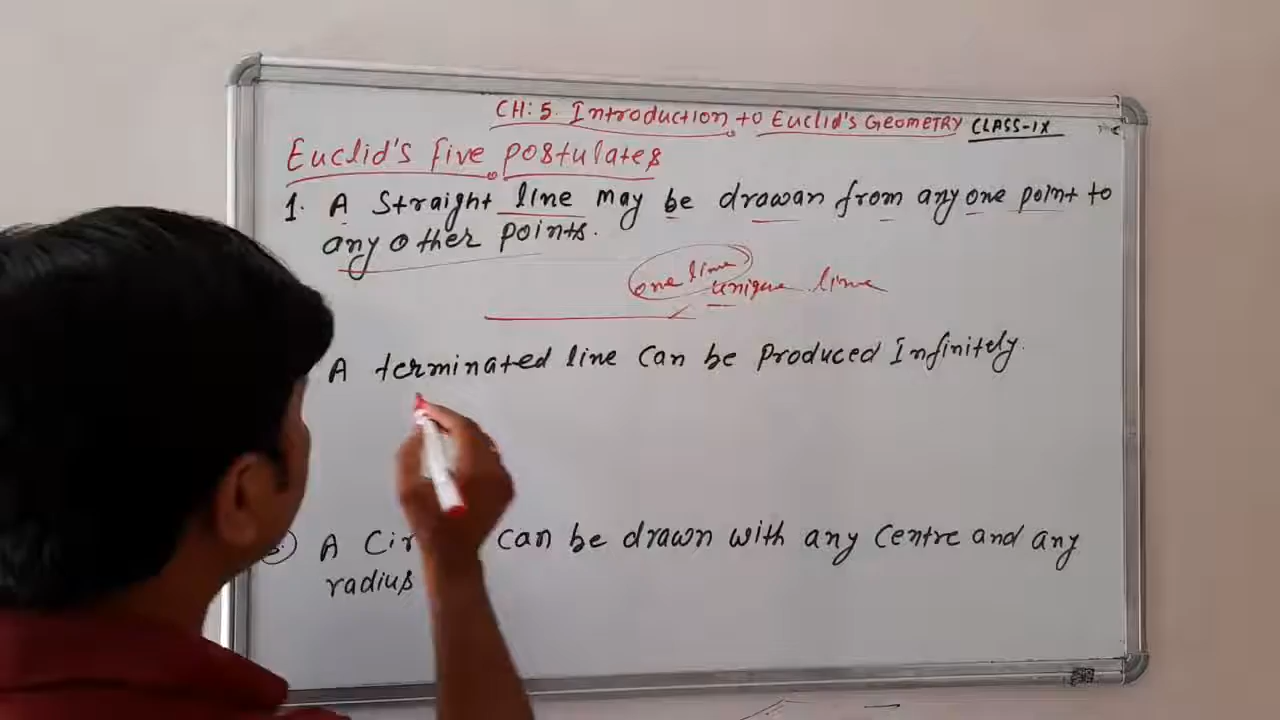 CH: 5. Introduction to Euclid's GEOMETRY CLASS-IX
Euclid's five postulates
1. A Straight line may be drawan from any one point to
any other points.
one line
unique line
A terminated line can be produced Infinitely.
A Cir can be drawn with any centre and any
radius